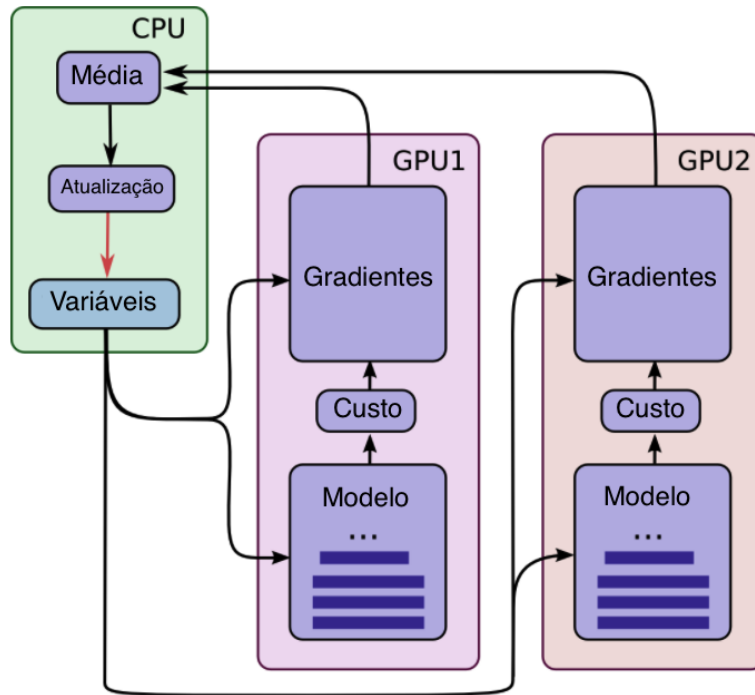 CPU
Média
Atualização
Variáveis
GPU1
Gradientes
Custo
Modelo
...
GPU2
Gradientes
Custo
Modelo
...